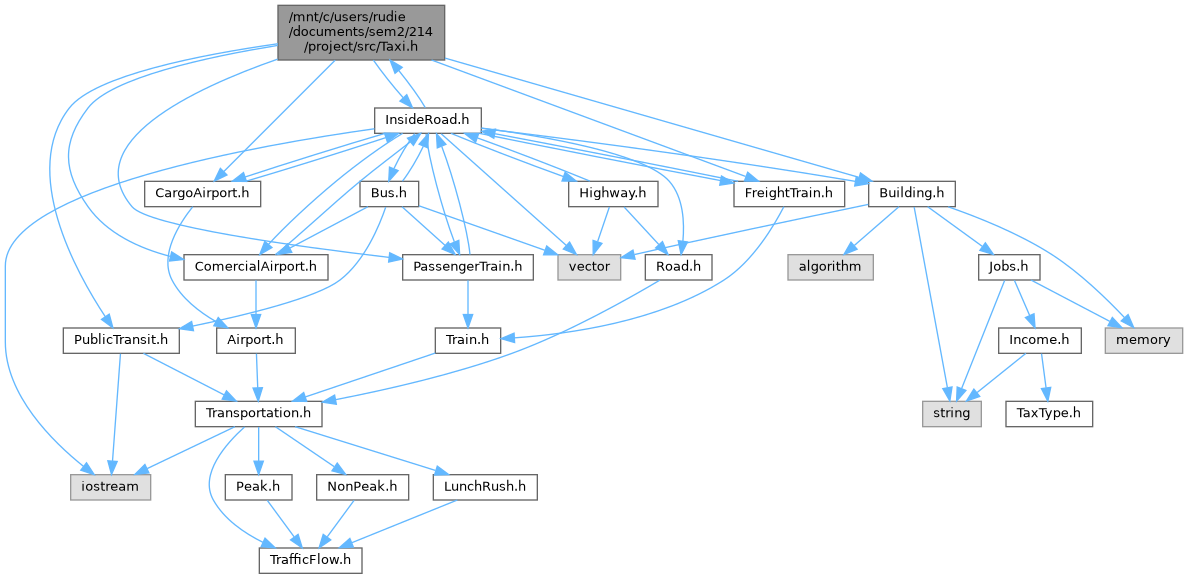 /mnt/c/users/rudie
/documents/sem2/214
/project/src/Taxi.h
InsideRoad.h
CargoAirport.h
Bus.h
Highway.h
FreightTrain.h
Building.h
ComercialAirport.h
PassengerTrain.h
vector
Road.h
algorithm
Jobs.h
PublicTransit.h
Airport.h
Train.h
Income.h
memory
Transportation.h
string
TaxType.h
iostream
Peak.h
NonPeak.h
LunchRush.h
TrafficFlow.h